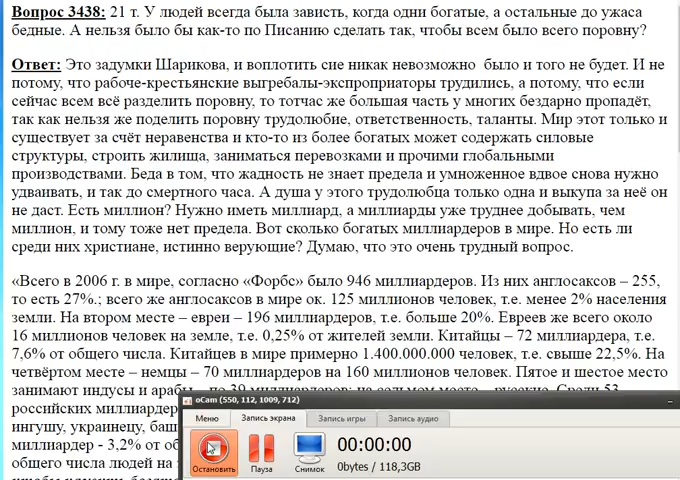 Вопрос 3438: 21 т. У людей всегда была зависть, когда одни богатые, а остальные до ужаса
бедные. А нельзя было бы как-то по Писанию сделать так, чтобы всем было всего поровну?
Ответ: Это задумки Шарикова, и воплотить сие никак невозможно было и того не будет. И не
потому, что рабоче-крестьянские выгребалы-экспроприаторы трудились, а потому, что если
сейчас всем всё разделить поровну, то тотчас же большая часть у многих бездарно пропадёт,
так как нельзя же поделить поровну трудолюбие, ответственность, таланты. Мир этот только и
существует за счёт неравенства и кто-то из более богатых может содержать силовые
структуры, строить жилища, заниматься перевозками и прочими глобальными
производствами. Беда в том, что жадность не знает предела и умноженное вдвое снова нужно
удваивать, и так до смертного часа. А душа у этого трудолюбца только одна и выкупа за неё он
не даст. Есть миллион? Нужно иметь миллиард, а миллиарды уже труднее добывать, чем
миллион, и тому тоже нет предела. Вот сколько богатых миллиардеров в мире. Но есть ли
среди них христиане, истинно верующие? Думаю, что это очень трудный вопрос.
«Всего в 2006 г. в мире, согласно «Форбс» было 946 миллиардеров. Из них англосаксов – 255,
то есть 27%.; всего же англосаксов в мире ок. 125 миллионов человек, т.е. менее 2% населения
земли. На втором месте – евреи – 196 миллиардеров, т.е. больше 20%. Евреев же всего около
16 миллионов человек на земле, т.е. 0,25% от жителей земли. Китайцы – 72 миллиардера, т.е.
7,6% от общего числа. Китайцев в мире примерно 1.400.000.000 человек, т.е. свыше 22,5%. На
четвёртом месте – немцы – 70 миллиардеров на 160 миллионов человек. Пятое и шестое место
занимают индусы и арабы – по 39 миллиардеров; на седьмом месте – русские. Среди 53
российских миллиардер
ингушу, украинецу, баш
миллиардер - 3,2% от об
общего числа людей на
oCam (550, 112, 1009, 712)
Меню Запись экрана Запись игры Запись аудио
Остановить Пауза Снимок
00:00:00
0bytes / 118,3GB